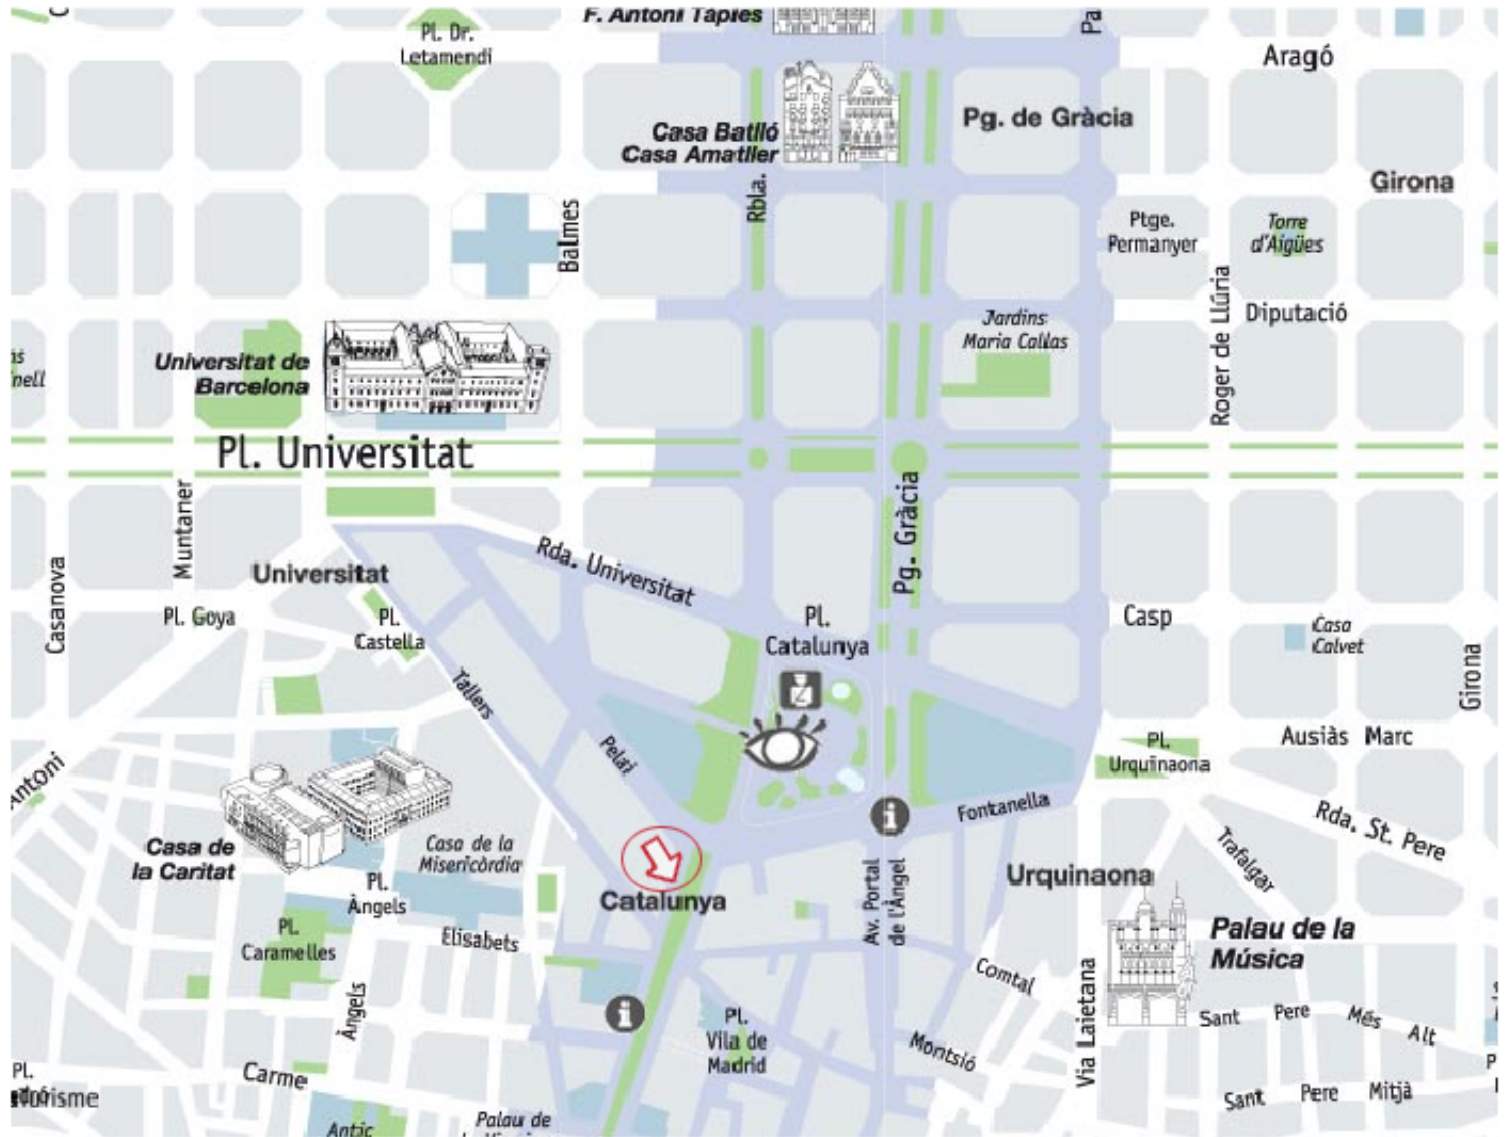 F. Antoni Tàpies
Pl. Dr.
Letamendi
Aragó
Casa Batlló
Casa Amatller
Pg. de Gràcia
Girona
Rbla.
Balmes
Ptge.
Permanyer
Torre
d'Aigües
Roger de Llúria
Diputació
Jardins
Maria Callas
Universitat de
Barcelona
Pl. Universitat
Muntaner
Casanova
Universitat
Rda. Universitat
Pg. Gràcia
Pl. Goya
Pl.
Castella
Pl.
Catalunya
Casp
Casa
Calvet
Girona
Tallers
Pelai
Pl.
Urquinaona
Ausiàs Marc
Antoni
Fontanella
Rda. St. Pere
Trafalgar
Casa de
la Caritat
Casa de la
Misericòrdia
Pl.
Àngels
Catalunya
Av. Portal
de l'Àngel
Urquinaona
Pl.
Caramelles
Elisabets
Palau de la
Música
Comtal
Via Laietana
Àngels
Pl.
Vila de
Madrid
Montsió
Sant Pere Més Alt
Carme
Pl.
Sant Pere Mitjà
Antic
Palau de